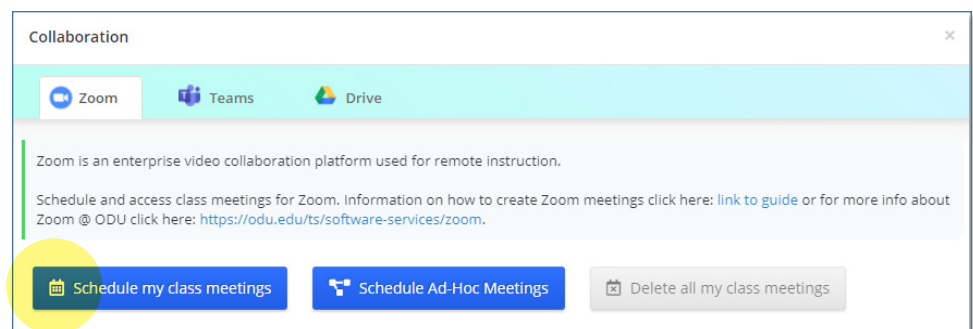 Collaboration ×
Zoom Teams Drive
Zoom is an enterprise video collaboration platform used for remote instruction.
Schedule and access class meetings for Zoom. Information on how to create Zoom meetings click here: link to guide or for more info about
Zoom @ ODU click here: https://odu.edu/ts/software-services/zoom.
Schedule my class meetings Schedule Ad-Hoc Meetings Delete all my class meetings